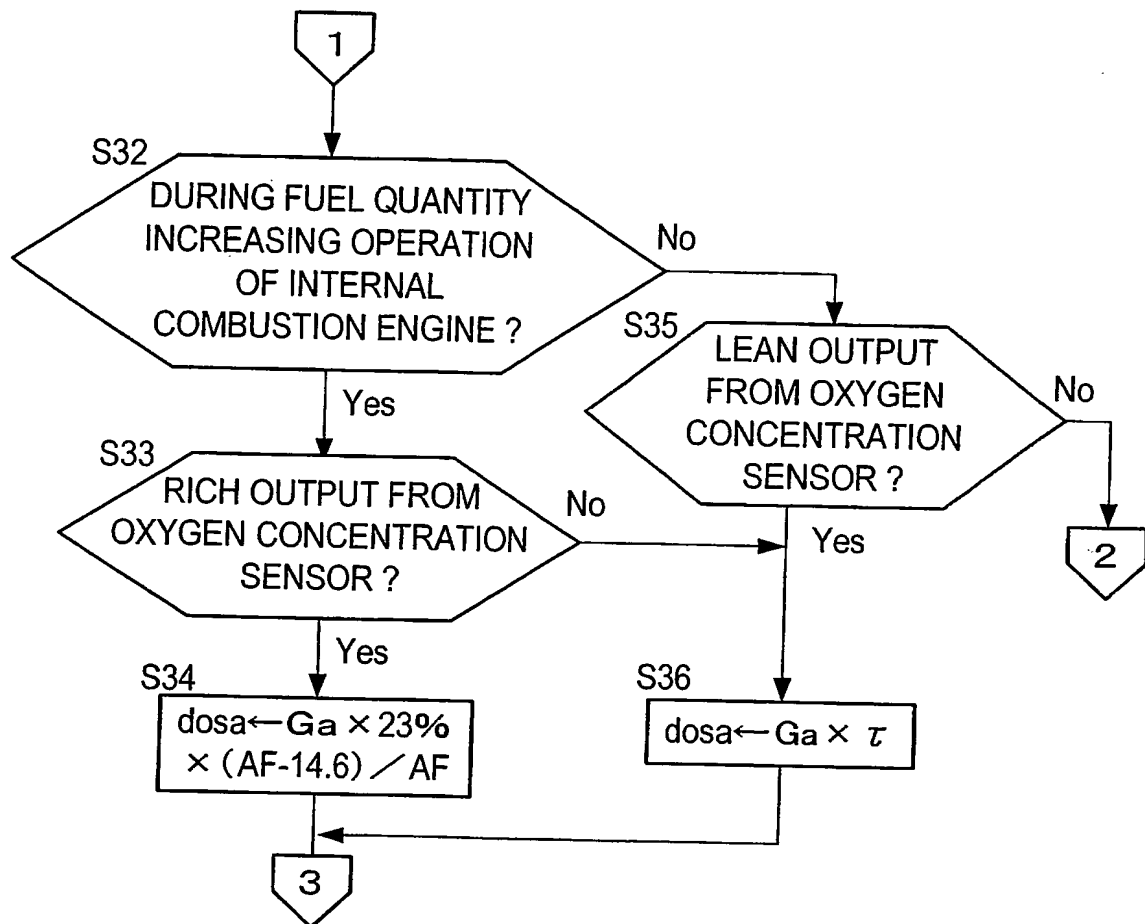 1
S32
DURING FUEL QUANTITY
INCREASING OPERATION
OF INTERNAL
COMBUSTION ENGINE ?
No
Yes
S35
LEAN OUTPUT
FROM OXYGEN
CONCENTRATION
SENSOR ?
No
Yes
2
S33
RICH OUTPUT FROM
OXYGEN CONCENTRATION
SENSOR ?
No
Yes
S34
dosa←Ga × 23%
× (AF-14.6) ／ AF
S36
dosa←Ga × τ
3